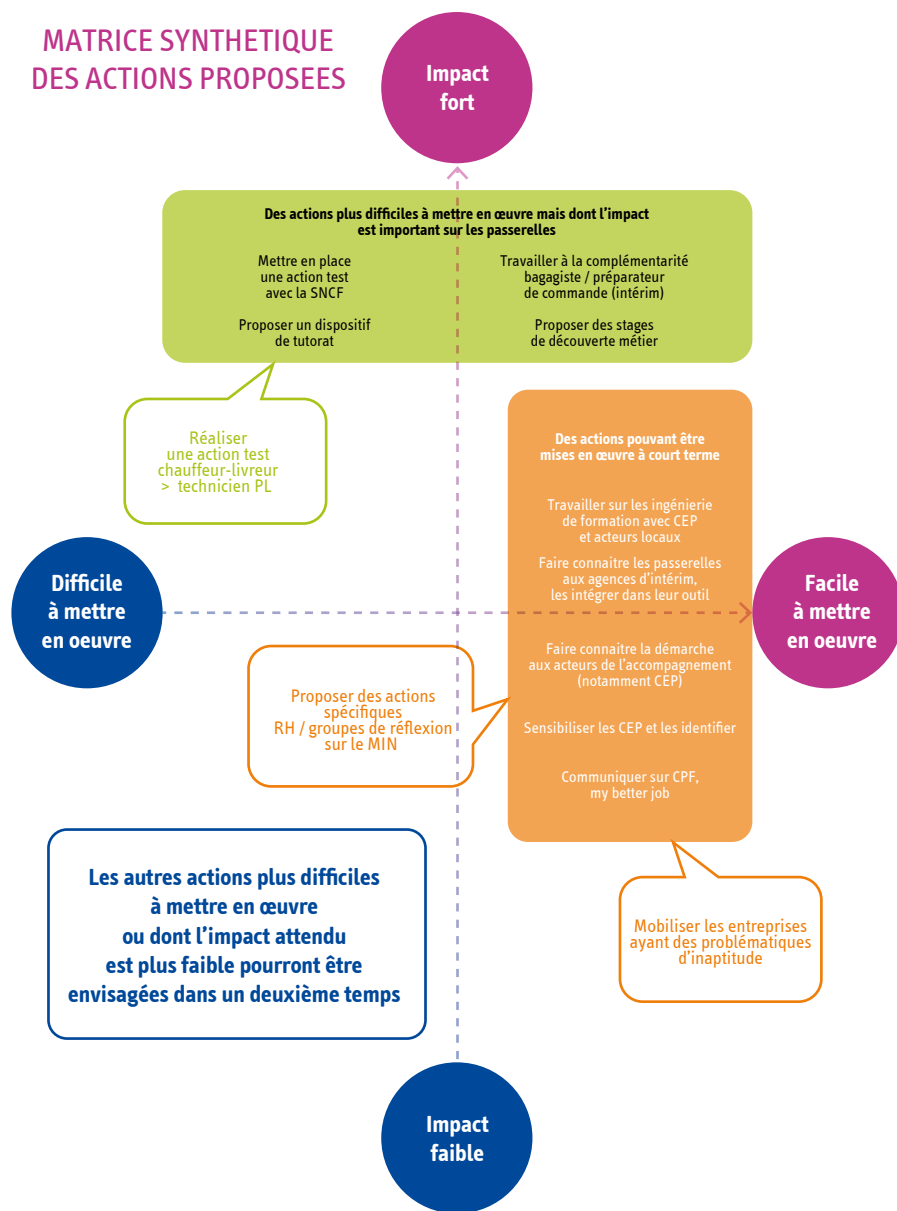 MATRICE SYNTHETIQUE
DES ACTIONS PROPOSEES
Impact
fort
Des actions plus difficiles à mettre en œuvre mais dont l'impact
est important sur les passerelles
Mettre en place
une action test
avec la SNCF
Travailler à la complémentarité
bagagiste / préparateur
de commande (intérim)
Proposer un dispositif
de tutorat
Proposer des stages
de découverte métier
Réaliser
une action test
chauffeur-livreur
> technicien PL
Des actions pouvant être
mises en œuvre à court terme
Travailler sur les ingénierie
de formation avec CEP
et acteurs locaux
Faire connaitre les passerelles
aux agences d'intérim,
les intégrer dans leur outil
Difficile
à mettre
en oeuvre
Facile
à mettre
en oeuvre
Faire connaitre la démarche
aux acteurs de l'accompagnement
(notamment CEP)
Proposer des actions
spécifiques
RH / groupes de réflexion
sur le MIN
Sensibiliser les CEP et les identifier
Communiquer sur CPF,
my better job
Les autres actions plus difficiles
à mettre en œuvre
ou dont l'impact attendu
est plus faible pourront être
envisagées dans un deuxième temps
Mobiliser les entreprises
ayant des problématiques
d'inaptitude
Impact
faible